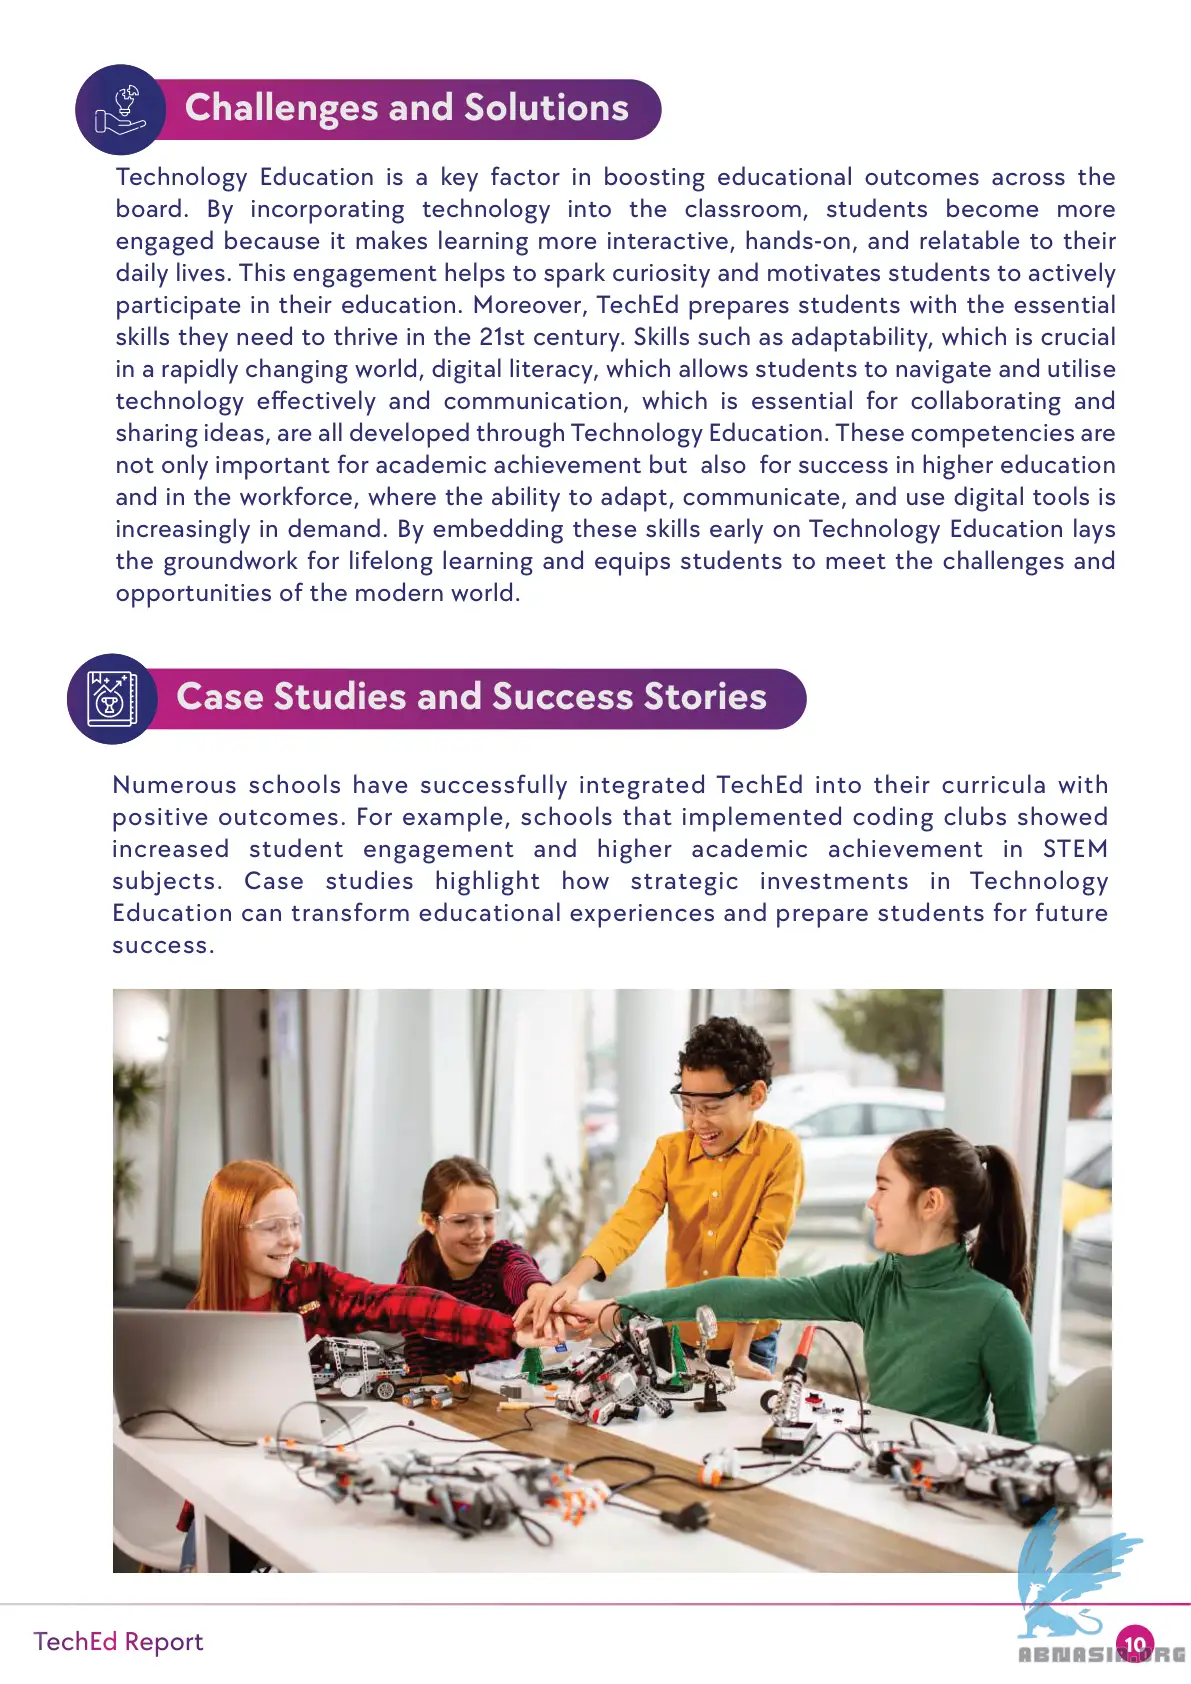 Challenges and Solutions
Technology Education is a key factor in boosting educational outcomes across the
board. By incorporating technology into the classroom, students become more
engaged because it makes learning more interactive, hands-on, and relatable to their
daily lives. This engagement helps to spark curiosity and motivates students to actively
participate in their education. Moreover, TechEd prepares students with the essential
skills they need to thrive in the 21st century. Skills such as adaptability, which is crucial
in a rapidly changing world, digital literacy, which allows students to navigate and utilise
technology effectively and communication, which is essential for collaborating and
sharing ideas, are all developed through Technology Education. These competencies are
not only important for academic achievement but also for success in higher education
and in the workforce, where the ability to adapt, communicate, and use digital tools is
increasingly in demand. By embedding these skills early on Technology Education lays
the groundwork for lifelong learning and equips students to meet the challenges and
opportunities of the modern world.
Case Studies and Success Stories
Numerous schools have successfully integrated TechEd into their curricula with
positive outcomes. For example, schools that implemented coding clubs showed
increased student engagement and higher academic achievement in STEM
subjects. Case studies highlight how strategic investments in Technology
Education can transform educational experiences and prepare students for future
success.
TechEd Report
10
ABNASIA.ORG